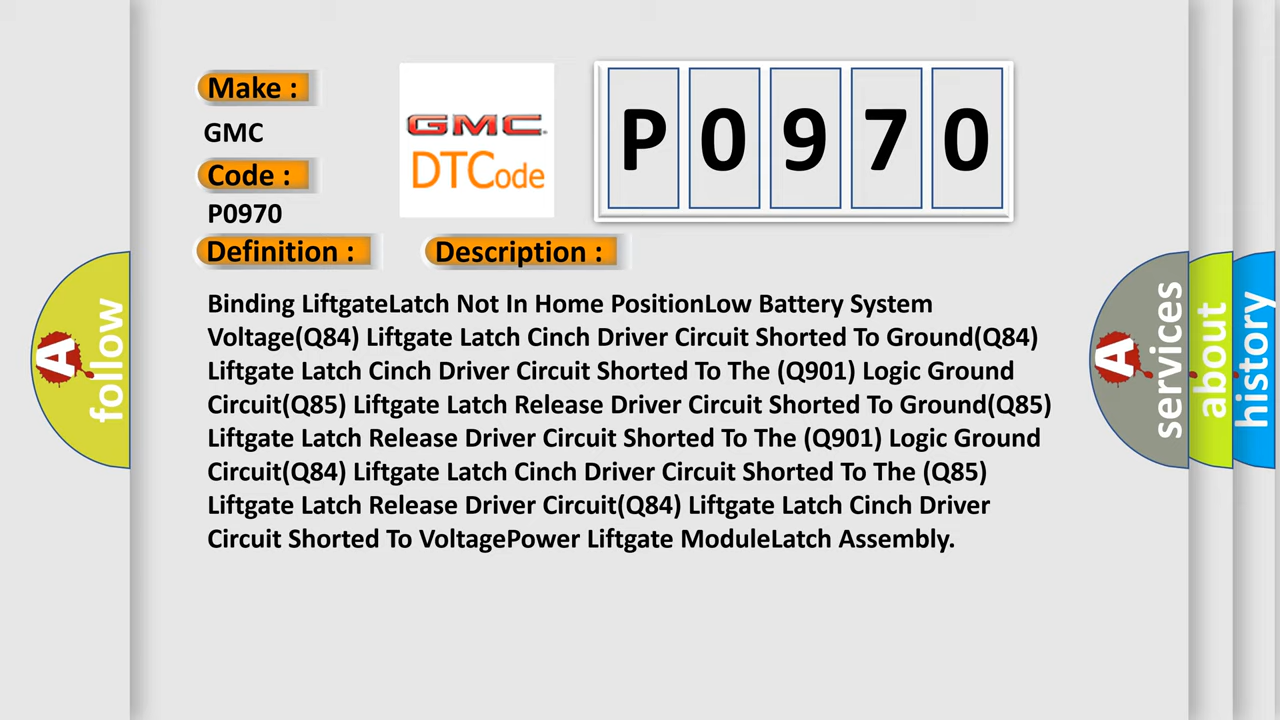 Make :
GMC
Code :
P0970
Definition :
Description :
GMC
DTCode
P0970
Binding LiftgateLatch Not In Home PositionLow Battery System
Voltage(Q84) Liftgate Latch Cinch Driver Circuit Shorted To Ground(Q84)
Liftgate Latch Cinch Driver Circuit Shorted To The (Q901) Logic Ground
Circuit(Q85) Liftgate Latch Release Driver Circuit Shorted To Ground(Q85)
Liftgate Latch Release Driver Circuit Shorted To The (Q901) Logic Ground
Circuit(Q84) Liftgate Latch Cinch Driver Circuit Shorted To The (Q85)
Liftgate Latch Release Driver Circuit(Q84) Liftgate Latch Cinch Driver
Circuit Shorted To VoltagePower Liftgate ModuleLatch Assembly.
A follow
A services
about
history